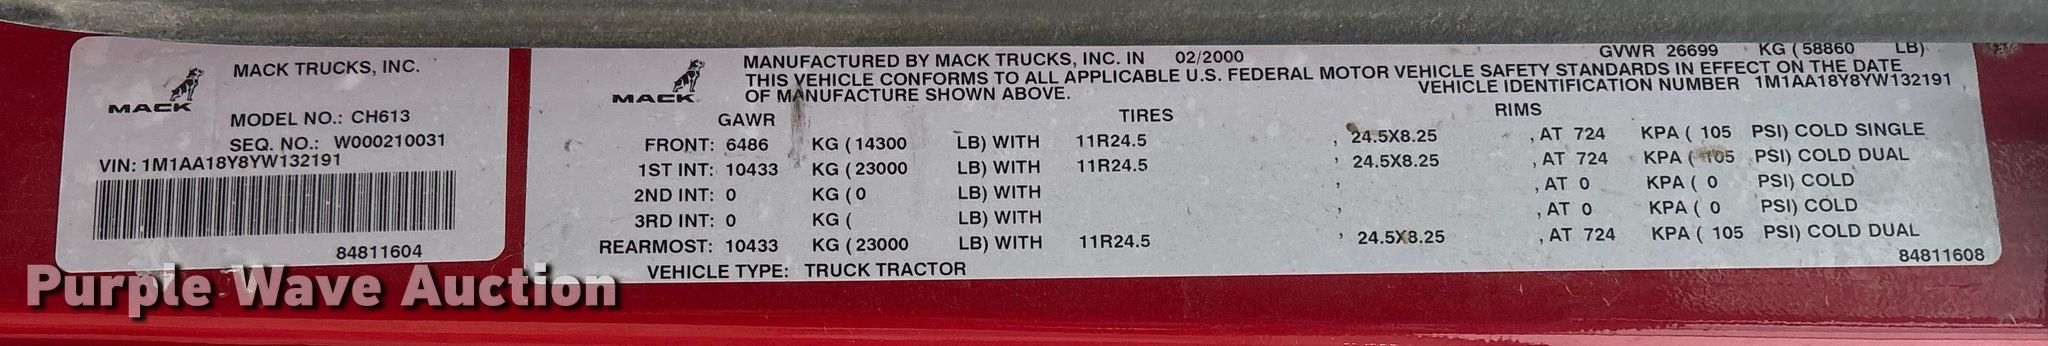 MACK
MACK TRUCKS, INC.
MODEL NO.: CH613
SEQ. NO.: W000210031
VIN: 1M1AA18Y8YW132191
84811604
MACK
MANUFACTURED BY MACK TRUCKS, INC. IN 02/2000 GVWR 26699 KG (58860 LB)
THIS VEHICLE CONFORMS TO ALL APPLICABLE U.S. FEDERAL MOTOR VEHICLE SAFETY STANDARDS IN EFFECT ON THE DATE
OF MANUFACTURE SHOWN ABOVE. VEHICLE IDENTIFICATION NUMBER 1M1AA18Y8YW132191
GAWR TIRES RIMS
FRONT: 6486 KG (14300 LB) WITH 11R24.5 , 24.5X8.25 , AT 724 KPA ( 105 PSI) COLD SINGLE
1ST INT: 10433 KG (23000 LB) WITH 11R24.5 , 24.5X8.25 , AT 724 KPA ( 105 PSI) COLD DUAL
2ND INT: 0 KG (0 LB) WITH , , AT 0 KPA ( 0 PSI) COLD
3RD INT: 0 KG ( LB) WITH , , AT 0 KPA ( 0 PSI) COLD
REARMOST: 10433 KG (23000 LB) WITH 11R24.5 , 24.5X8.25 , AT 724 KPA ( 105 PSI) COLD DUAL
VEHICLE TYPE: TRUCK TRACTOR 84811608
Purple Wave Auction